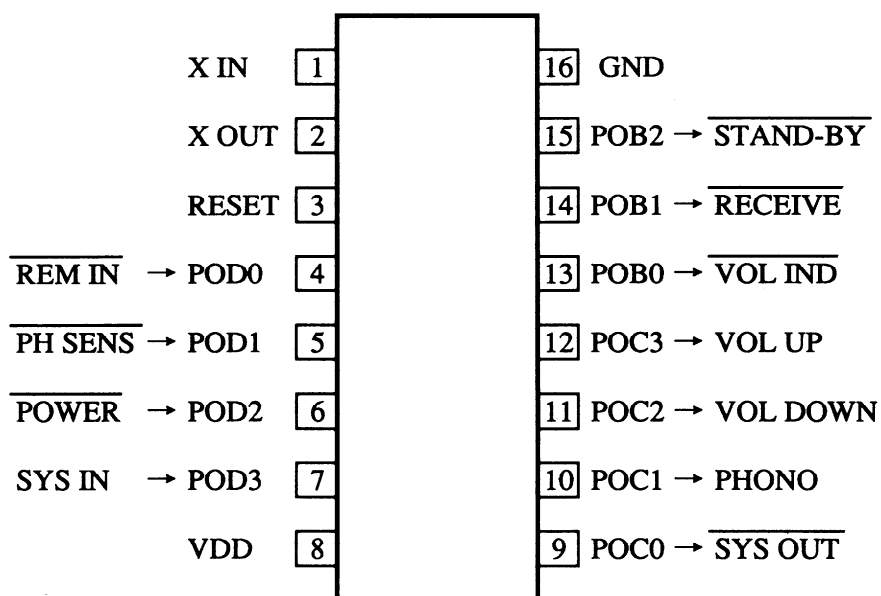 X IN 1 16 GND
X OUT 2 15 POB2 → STAND-BY
RESET 3 14 POB1 → RECEIVE
REM IN → POD0 4 13 POB0 → VOL IND
PH SENS → POD1 5 12 POC3 → VOL UP
POWER → POD2 6 11 POC2 → VOL DOWN
SYS IN → POD3 7 10 POC1 → PHONO
VDD 8 9 POC0 → SYS OUT